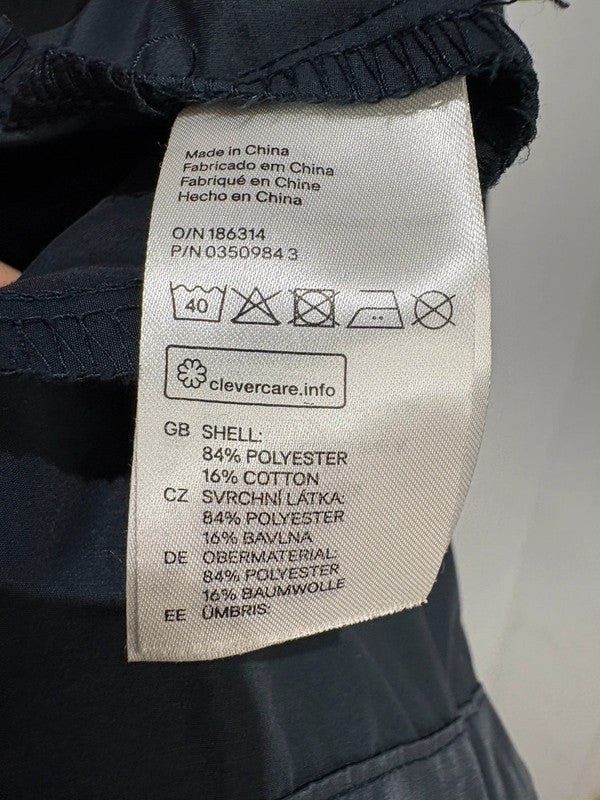 Made in China
Fabricado em China
Fabriqué en Chine
Hecho en China
O/N 186314
P/N 0350984 3
40
clevercare.info
GB SHELL:
84% POLYESTER
16% COTTON
CZ SVRCHNÍ LÁTKA:
84% POLYESTER
16% BAVLNA
DE OBERMATERIAL:
84% POLYESTER
16% BAUMWOLLE
EE ÜMBRIS: